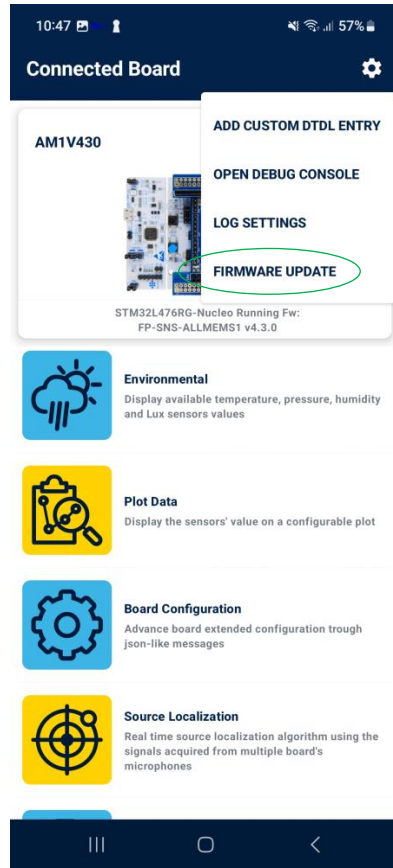 10:47 57%
Connected Board
ADD CUSTOM DTDL ENTRY
AM1V430
OPEN DEBUG CONSOLE
LOG SETTINGS
FIRMWARE UPDATE
STM32L476RG-Nucleo Running Fw:
FP-SNS-ALLMEMS1 v4.3.0
Environmental
Display available temperature, pressure, humidity
and Lux sensors values
Plot Data
Display the sensors' value on a configurable plot
Board Configuration
Advance board extended configuration trough
json-like messages
Source Localization
Real time source localization algorithm using the
signals acquired from multiple board's
microphones